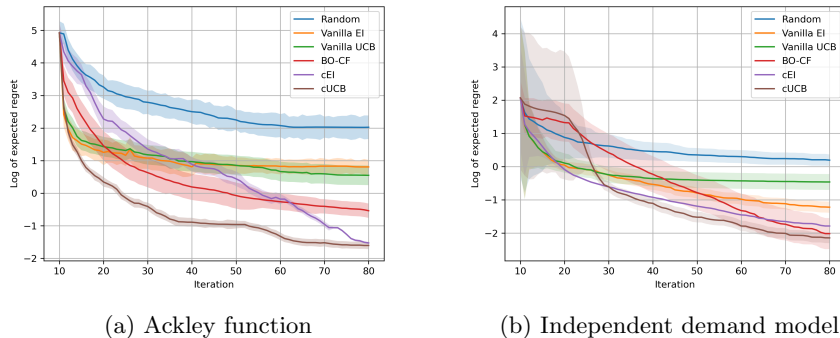 Log of expected regret
5
4
3
2
1
0
−1
−2
Random
Vanilla EI
Vanilla UCB
BO-CF
cEI
cUCB
10 20 30 40 50 60 70 80
Iteration
(a) Ackley function
Log of expected regret
4
2
0
−2
Random
Vanilla EI
Vanilla UCB
BO-CF
cEI
cUCB
10 20 30 40 50 60 70 80
Iteration
(b) Independent demand model